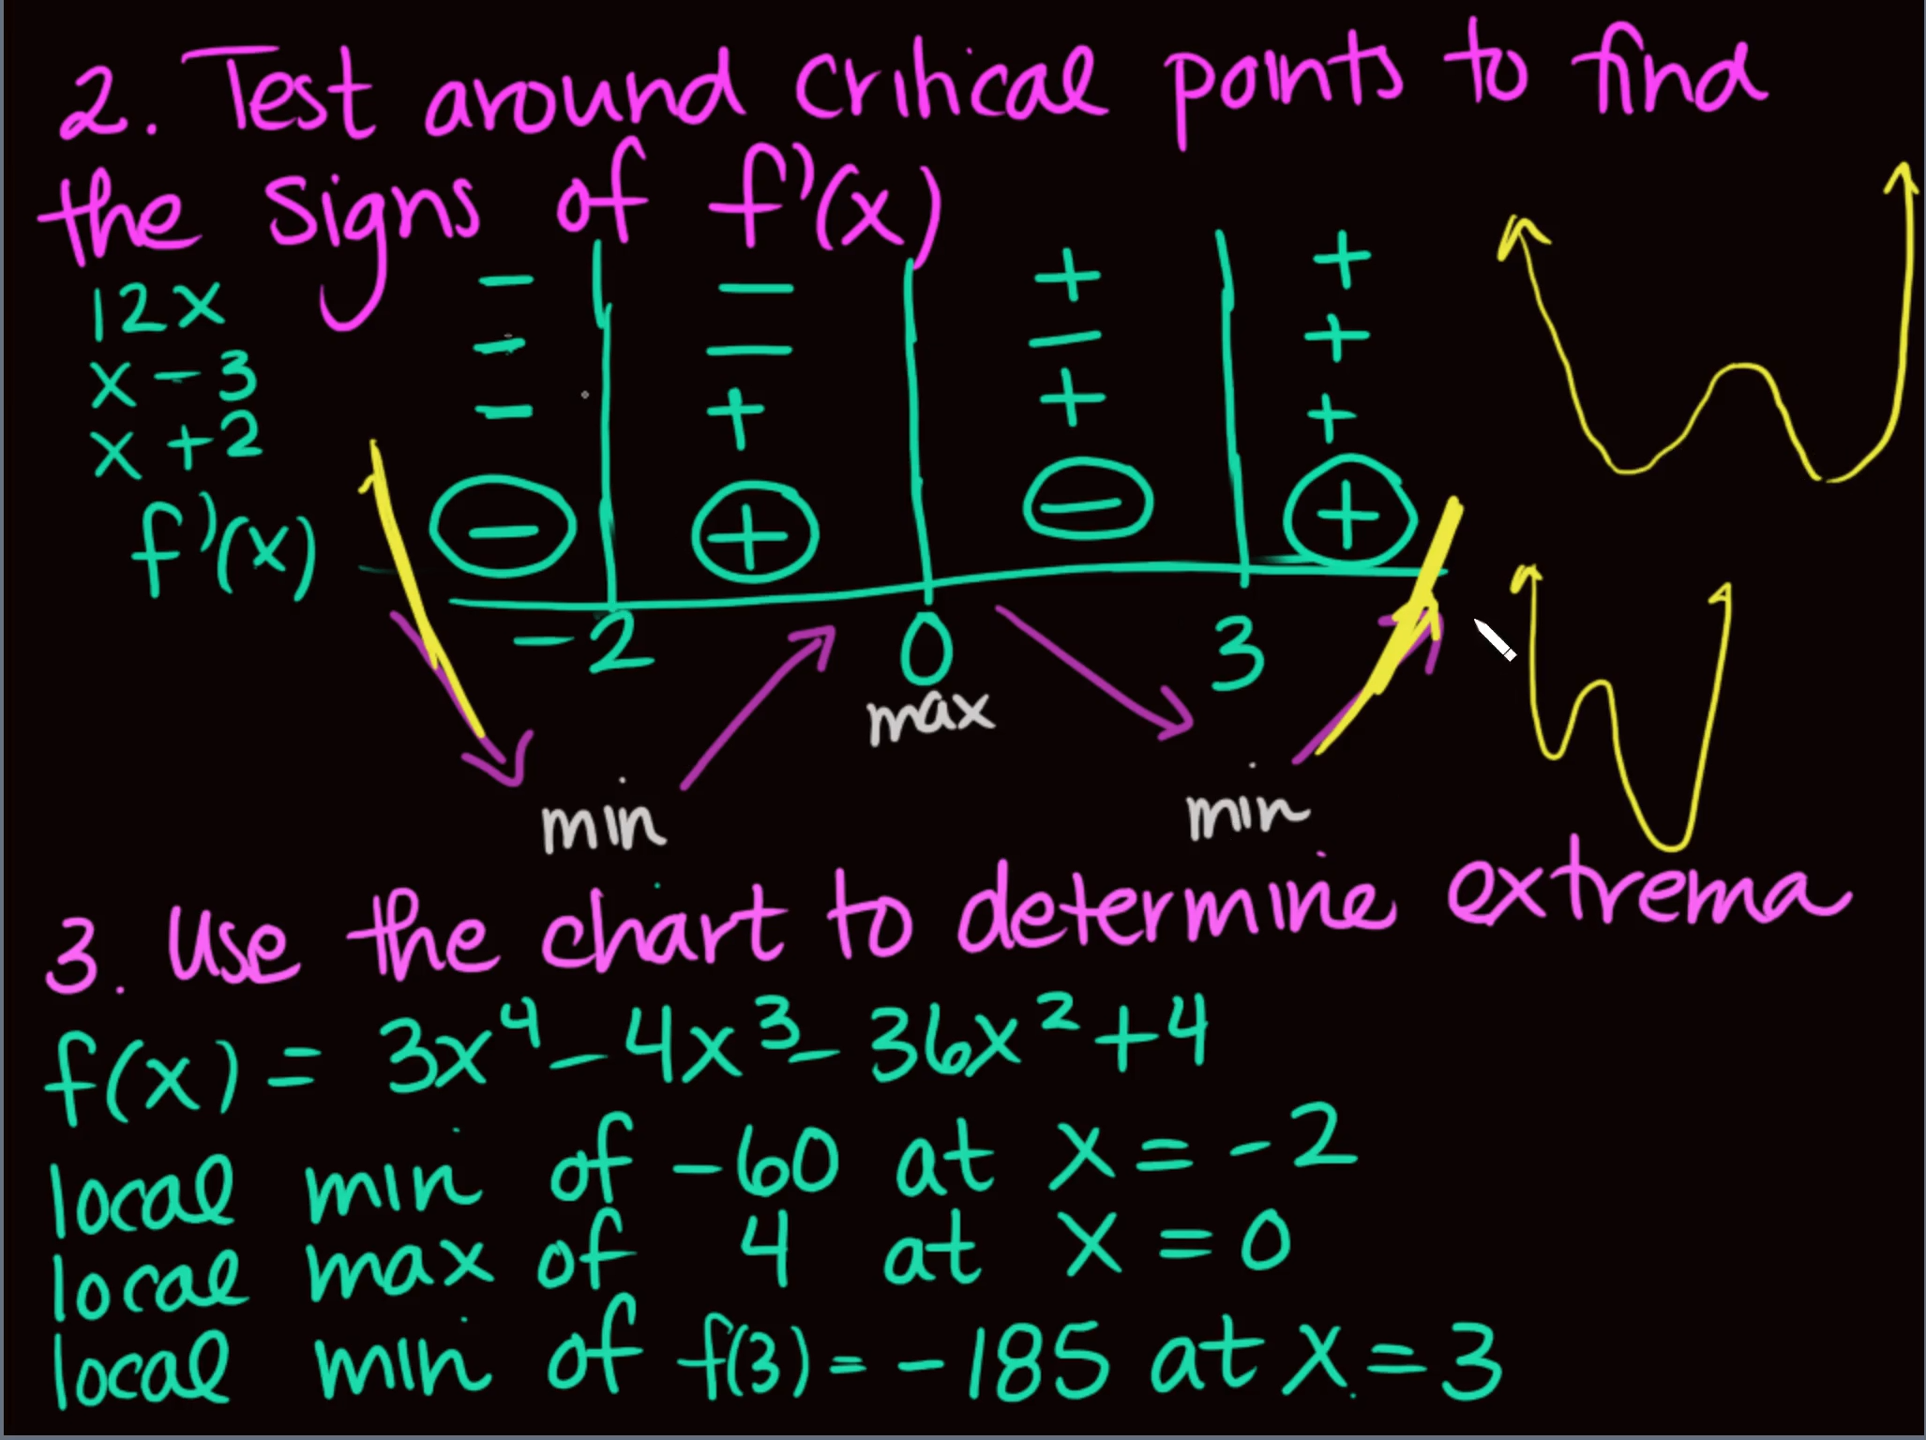 2. Test around critical points to find
the signs of f'(x)
12x - - + +
x - 3 - - - +
x + 2 - + + +
f'(x) - + - +
-2 0 3
max
min min
3. Use the chart to determine extrema
f(x) = 3x⁴ - 4x³ - 36x² + 4
local min of -60 at x = -2
local max of 4 at x = 0
local min of f(3) = -185 at x = 3